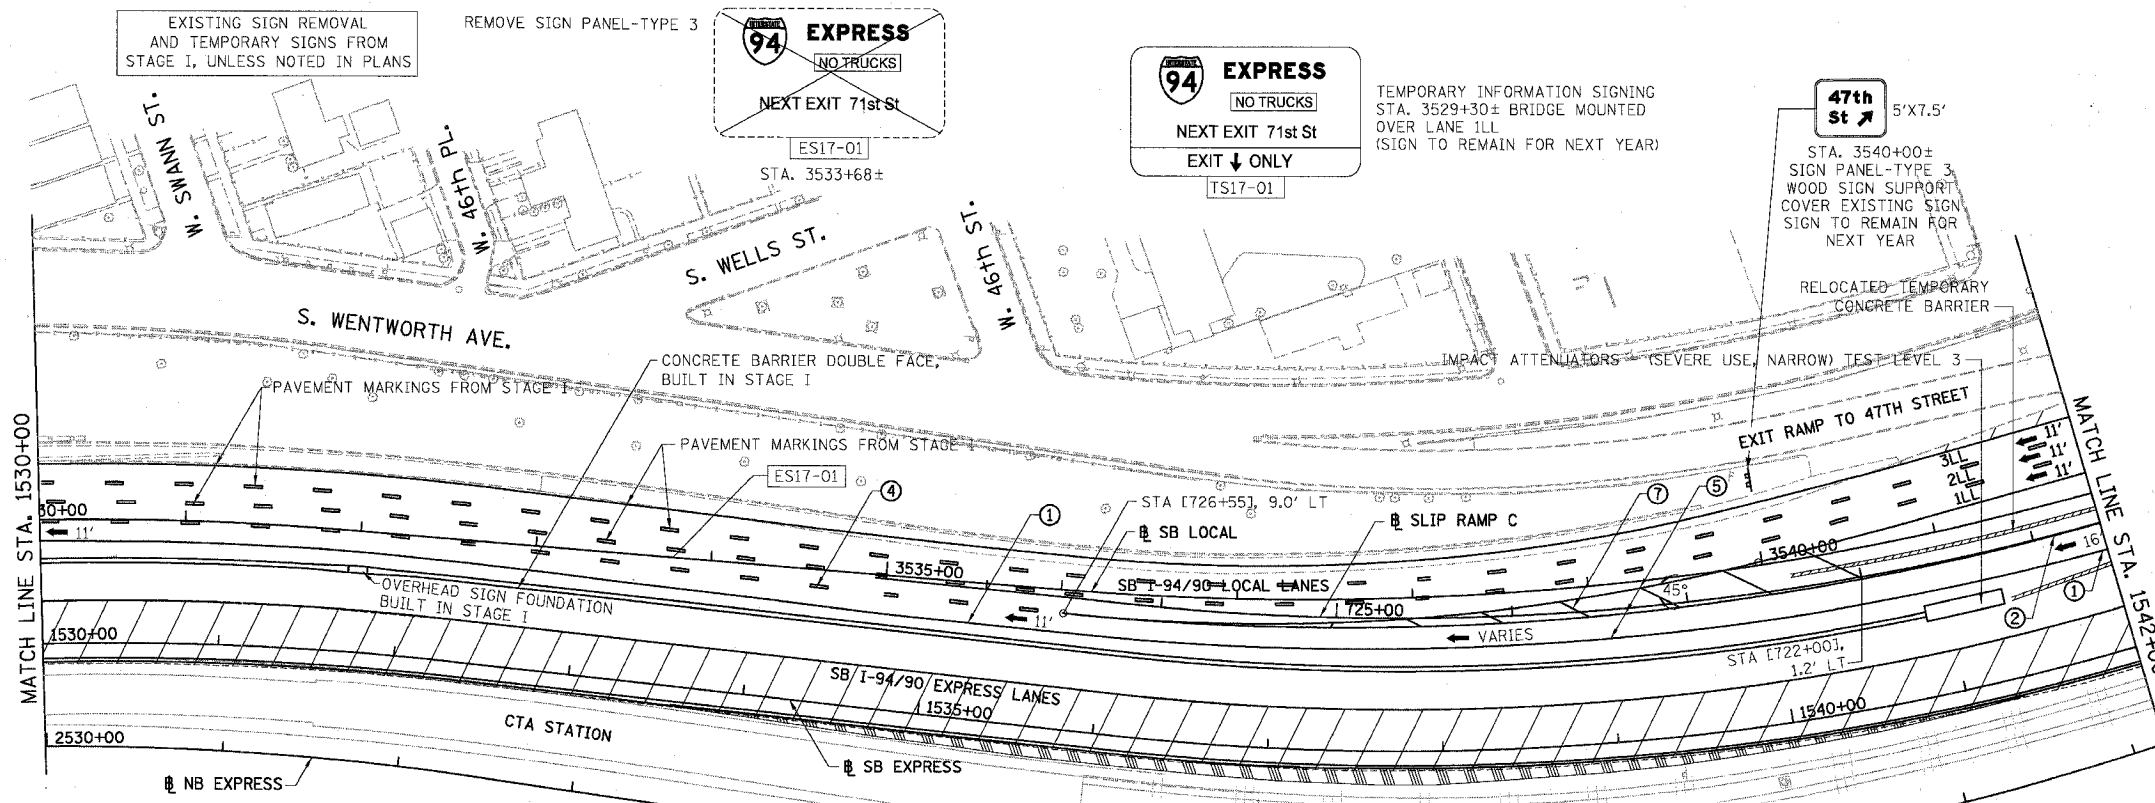 EXISTING SIGN REMOVAL
AND TEMPORARY SIGNS FROM
STAGE I, UNLESS NOTED IN PLANS
REMOVE SIGN PANEL-TYPE 3
INTERSTATE
94
EXPRESS
NO TRUCKS
NEXT EXIT 71st St
ES17-01
STA. 3533+68±
INTERSTATE
94
EXPRESS
NO TRUCKS
NEXT EXIT 71st St
EXIT ↓ ONLY
TS17-01
TEMPORARY INFORMATION SIGNING
STA. 3529+30± BRIDGE MOUNTED
OVER LANE 1LL
(SIGN TO REMAIN FOR NEXT YEAR)
47th
St ↗
5'X7.5'
STA. 3540+00±
SIGN PANEL-TYPE 3
WOOD SIGN SUPPORT
COVER EXISTING SIGN
SIGN TO REMAIN FOR
NEXT YEAR
RELOCATED TEMPORARY
CONCRETE BARRIER
IMPACT ATTENUATORS (SEVERE USE, NARROW) TEST LEVEL 3
W. SWANN ST.
W. 46th PL.
S. WELLS ST.
W. 46th ST.
S. WENTWORTH AVE.
CONCRETE BARRIER DOUBLE FACE,
BUILT IN STAGE I
PAVEMENT MARKINGS FROM STAGE I
PAVEMENT MARKINGS FROM STAGE I
ES17-01
4
1
STA [726+55], 9.0' LT
℄ SB LOCAL
℄ SLIP RAMP C
7
5
EXIT RAMP TO 47TH STREET
3LL
2LL
1LL
11'
11'
11'
MATCH LINE STA. 1530+00
MATCH LINE STA. 1542+00
30+00
11'
3535+00
SB I-94/90 LOCAL LANES
725+00
3540+00
45°
16'
OVERHEAD SIGN FOUNDATION
BUILT IN STAGE I
11'
VARIES
STA [722+00],
1.2' LT
2
1
1530+00
SB I-94/90 EXPRESS LANES
1535+00
1540+00
CTA STATION
2530+00
℄ NB EXPRESS
℄ SB EXPRESS